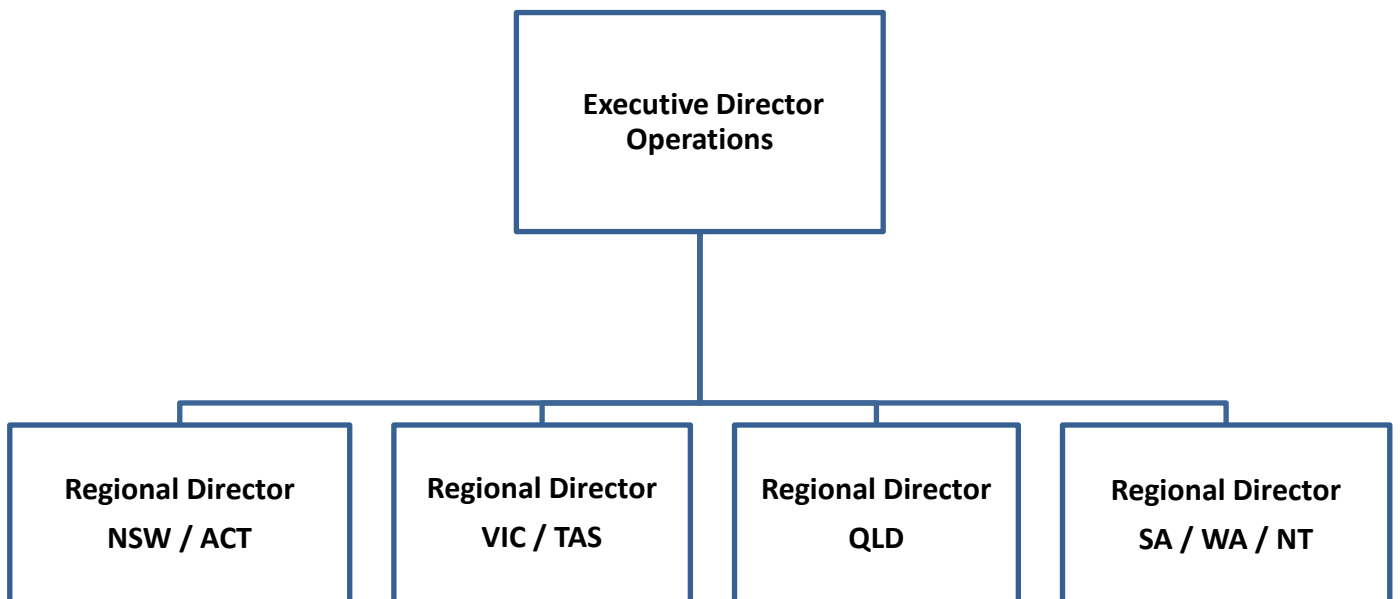 Executive Director
Operations
Regional Director
NSW / ACT
Regional Director
VIC / TAS
Regional Director
QLD
Regional Director
SA / WA / NT